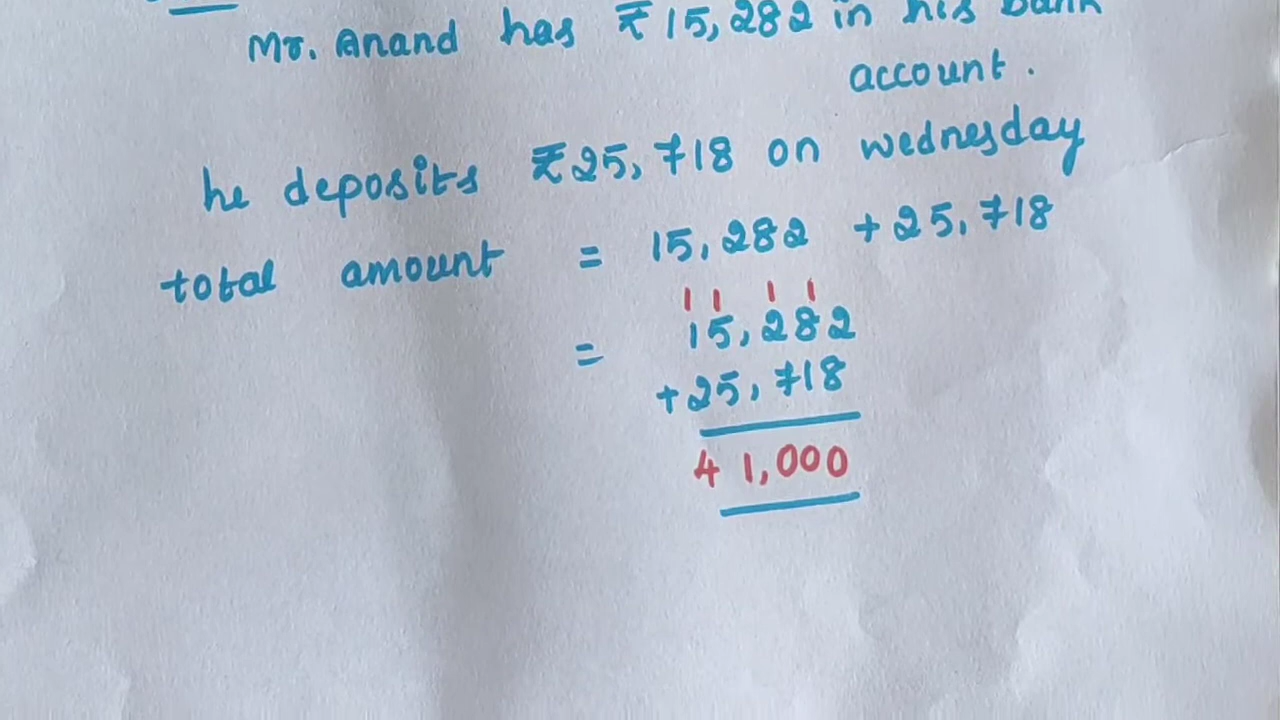 Mr. Anand has ₹15,282 in his bank
account.
he deposits ₹25,718 on wednesday
total amount = 15,282 + 25,718
1 1 1 1
= 15,282
+25,718
41,000